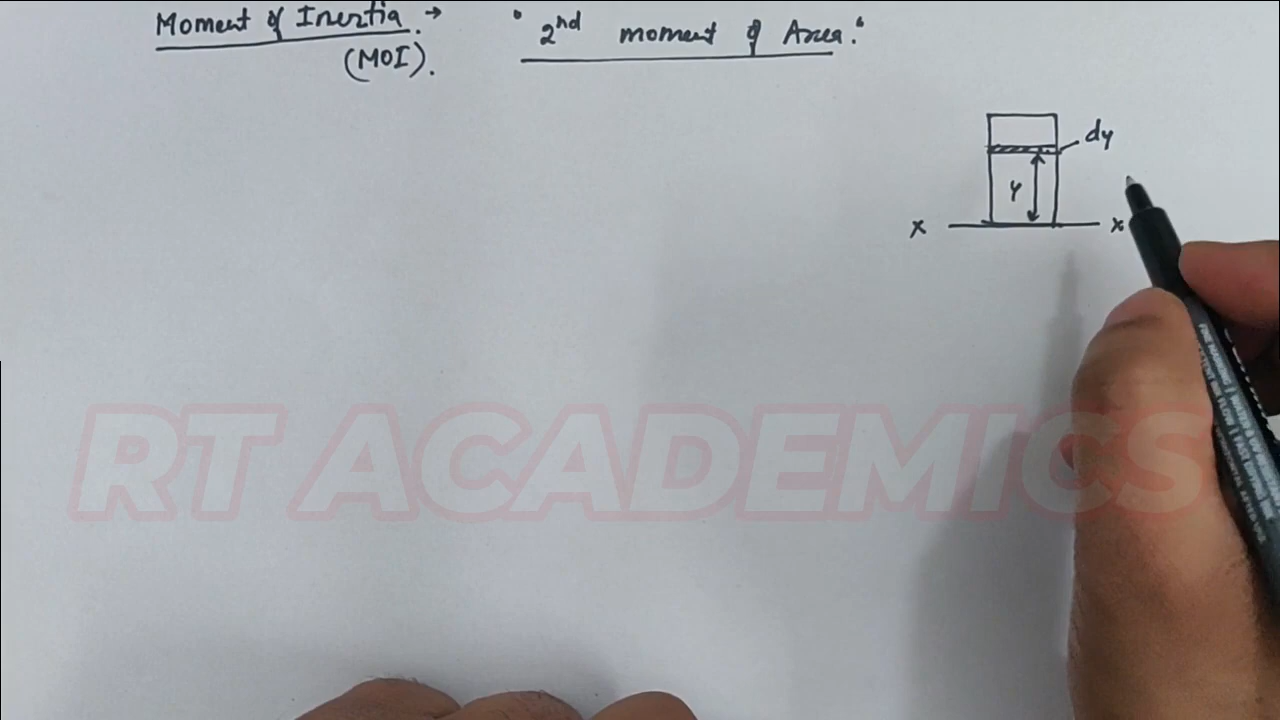 Moment of Inertia. → " 2nd moment of Area."
(MOI).
dy
y
x x
RT ACADEMICS